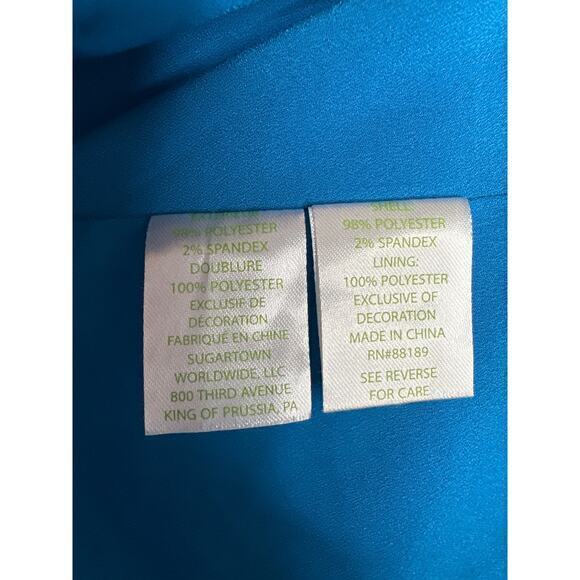 98% POLYESTER
2% SPANDEX
DOUBLURE
100% POLYESTER
EXCLUSIF DE
DÉCORATION
FABRIQUÉ EN CHINE
SUGARTOWN
WORLDWIDE, LLC
800 THIRD AVENUE
KING OF PRUSSIA, PA
SHELL:
98% POLYESTER
2% SPANDEX
LINING:
100% POLYESTER
EXCLUSIVE OF
DECORATION
MADE IN CHINA
RN#88189
SEE REVERSE
FOR CARE